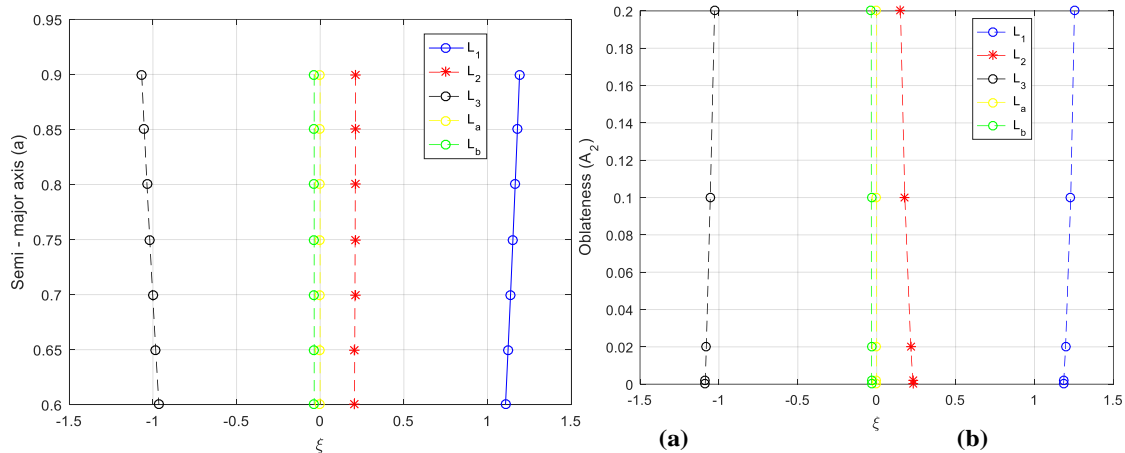 0.95
0.9
0.85
0.8
0.75
0.7
0.65
0.6
Semi - major axis (a)
-1.5 -1 -0.5 0 0.5 1 1.5
ξ
L1
L2
L3
La
Lb
(a)
0.2
0.18
0.16
0.14
0.12
0.1
0.08
0.06
0.04
0.02
0
Oblateness (A2)
-1.5 -1 -0.5 0 0.5 1 1.5
ξ
L1
L2
L3
La
Lb
(b)